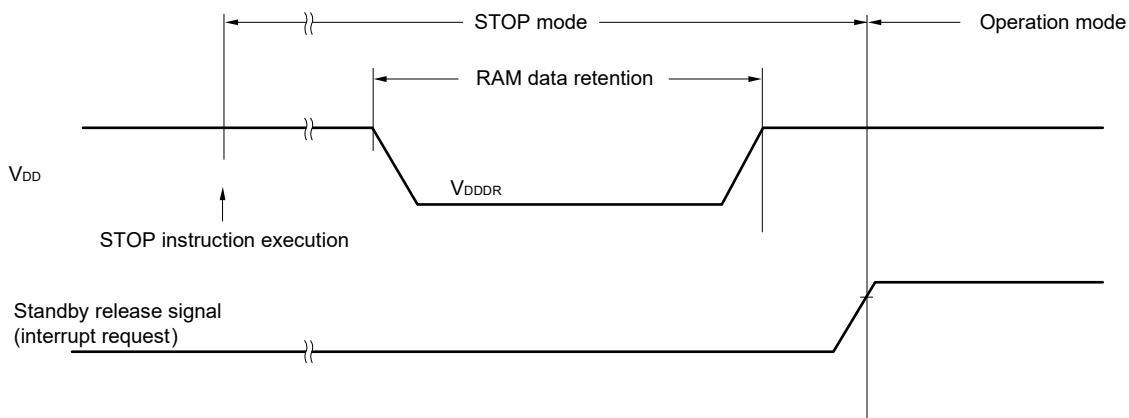 STOP mode
Operation mode
RAM data retention
VDD
VDDDR
STOP instruction execution
Standby release signal
(interrupt request)